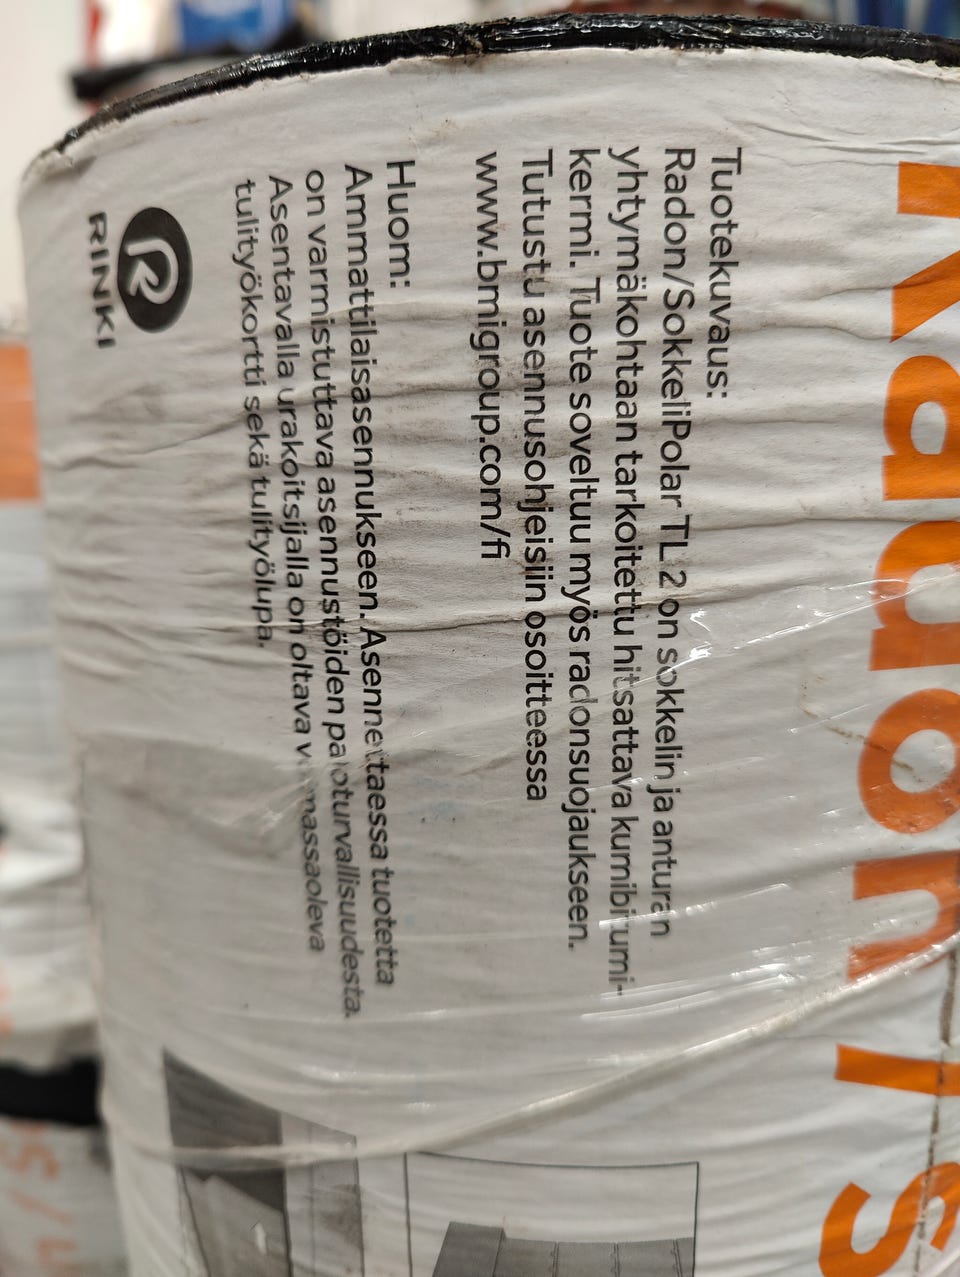 Radon / S
Tuotekuvaus:
Radon/SokkeliPolar TL 2 on sokkelin ja anturan
yhtymäkohtaan tarkoitettu hitsattava kumibitumi-
kermi. Tuote soveltuu myös radonsuojaukseen.
Tutustu asennusohjeisiin osoitteessa
www.bmigroup.com/fi
Huom:
Ammattilaisasennukseen. Asennettaessa tuotetta
on varmistuttava asennustöiden paloturvallisuudesta.
Asentavalla urakoitsijalla on oltava voimassaoleva
tulityökortti sekä tulityölupa.
R
RINKI